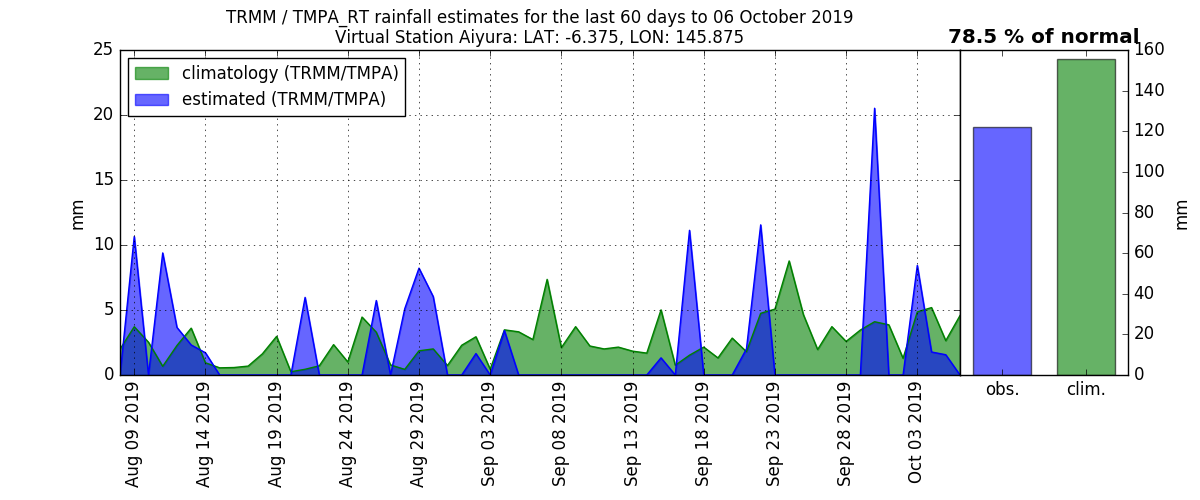 TRMM / TMPA_RT rainfall estimates for the last 60 days to 06 October 2019
Virtual Station Aiyura: LAT: -6.375, LON: 145.875
78.5 % of normal
climatology (TRMM/TMPA)
estimated (TRMM/TMPA)
25
20
15
10
5
0
mm
Aug 09 2019
Aug 14 2019
Aug 19 2019
Aug 24 2019
Aug 29 2019
Sep 03 2019
Sep 08 2019
Sep 13 2019
Sep 18 2019
Sep 23 2019
Sep 28 2019
Oct 03 2019
obs.
clim.
160
140
120
100
80
60
40
20
0
mm